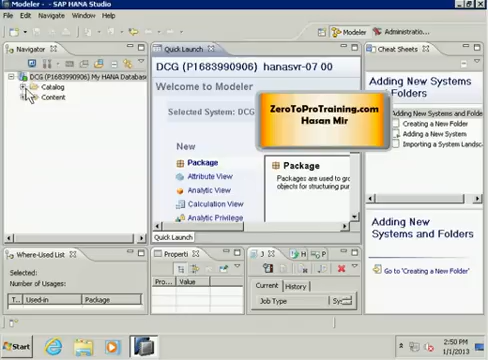 Modeler - SAP HANA Studio
File Edit Navigate Window Help
Modeler Administratio...
Navigator
DCG (P1683990906) My HANA Database
Catalog
Content
Quick Launch
DCG (P1683990906) hanasvr-07 00
Welcome to Modeler
Selected System: DCG
New
Package
Attribute View
Analytic View
Calculation View
Analytic Privilege
Package
Packages are used to gro
objects for structuring pur
Quick Launch
ZeroToProTraining.com
Hasan Mir
Cheat Sheets
Adding New Systems
and Folders
Adding New Systems and Folders
Creating a New Folder
Adding a New System
Importing a System Landsc
Adding New
Systems and Folders
Go to 'Creating a New Folder'
Where-Used List
Selected:
Number of Usages:
T... Used-in Package
Properti
Pro... Value
J H P
Current History
Job Type Sy
Start
2:50 PM
1/1/2013